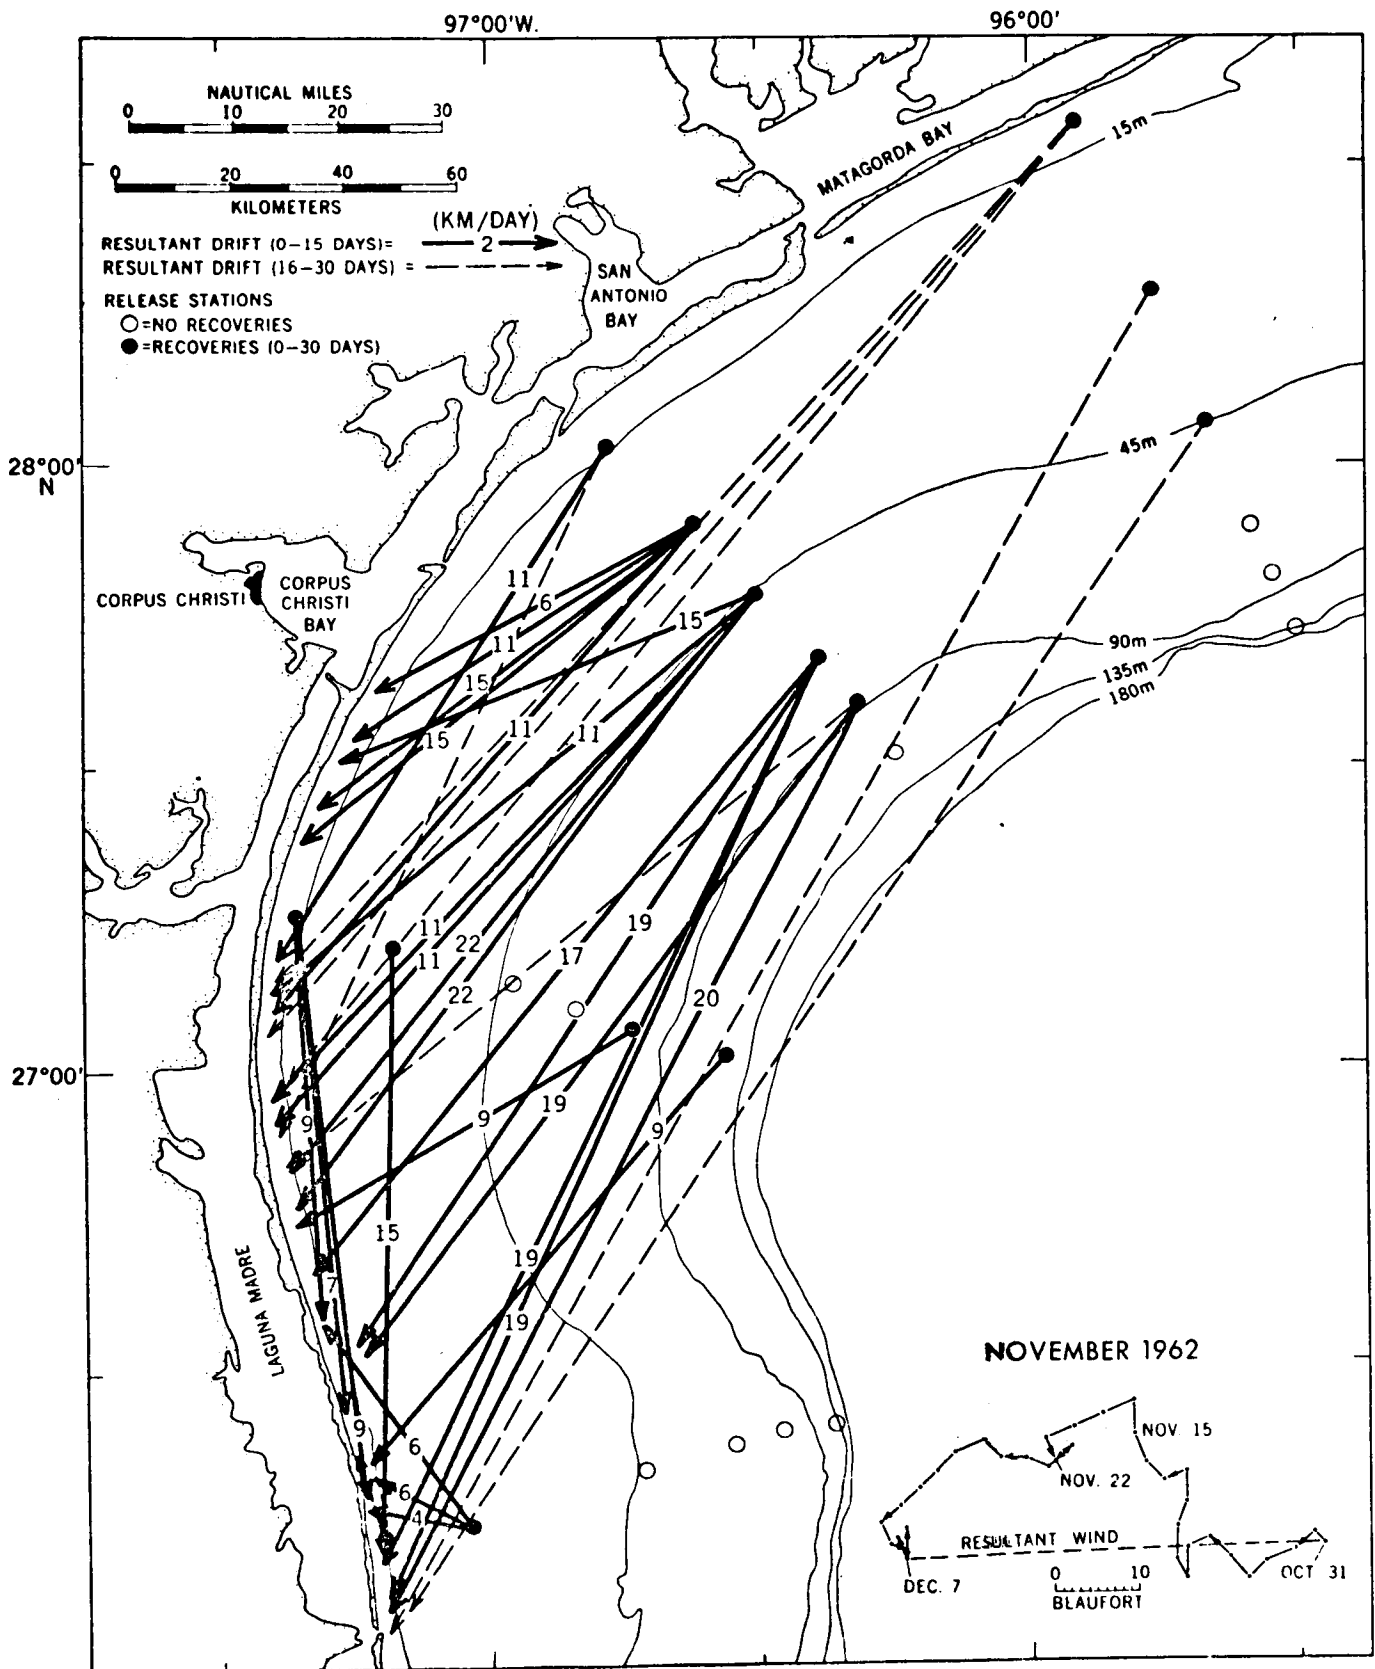 97°00'W.
96°00'
NAUTICAL MILES
0 10 20 30
0 20 40 60
KILOMETERS
(KM/DAY)
RESULTANT DRIFT (0-15 DAYS)= 2
RESULTANT DRIFT (16-30 DAYS) =
RELEASE STATIONS
=NO RECOVERIES
=RECOVERIES (0-30 DAYS)
MATAGORDA BAY
15m
SAN
ANTONIO
BAY
45m
28°00'
N
CORPUS CHRISTI
CORPUS
CHRISTI
BAY
90m
135m
180m
11
6
15
11
15
15
11
11
11
22
11
22
17
19
20
27°00'
9
9
19
9
15
7
19
19
9
6
6
4
LAGUNA MADRE
NOVEMBER 1962
NOV. 15
NOV. 22
RESULTANT WIND
DEC. 7
OCT 31
0 10
BLAUFORT